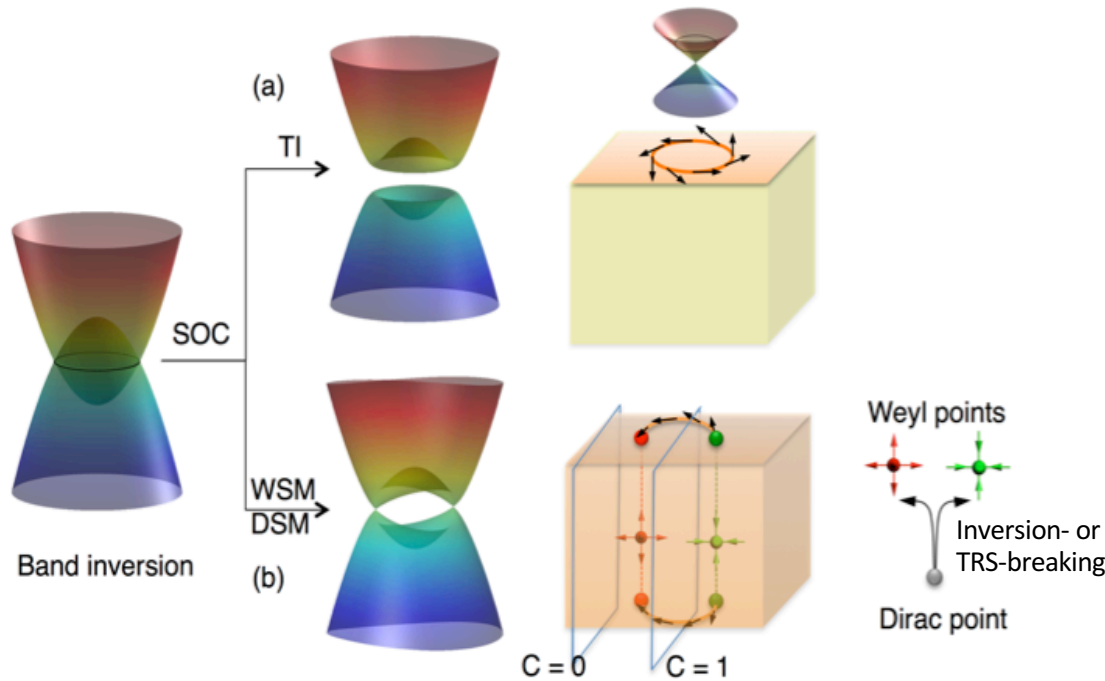 (a)
TI
SOC
Band inversion
WSM
DSM
(b)
C = 0
C = 1
Weyl points
Inversion- or
TRS-breaking
Dirac point